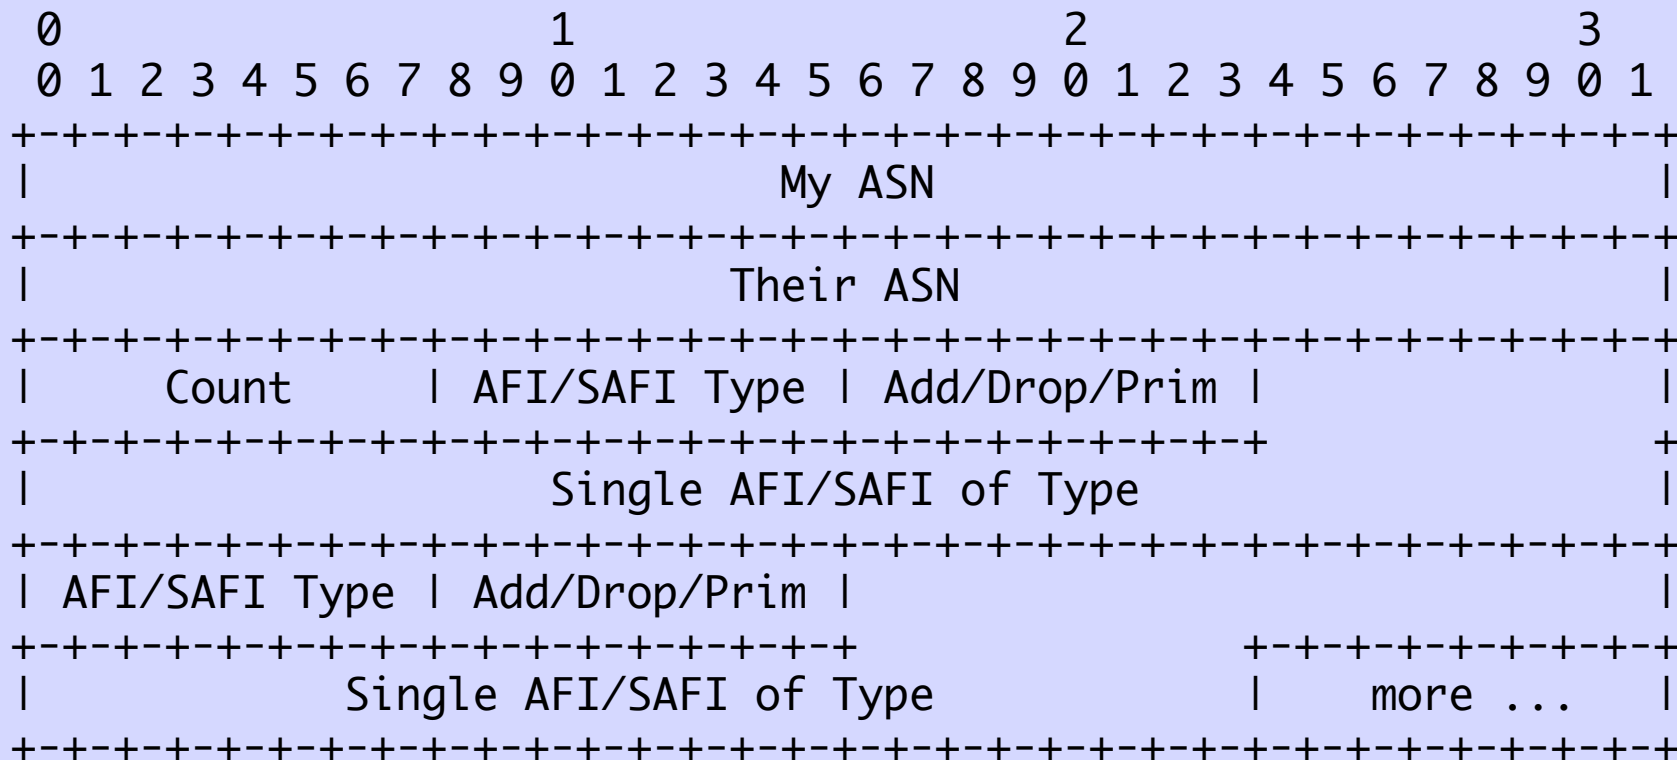 0                   1                   2                   3
 0 1 2 3 4 5 6 7 8 9 0 1 2 3 4 5 6 7 8 9 0 1 2 3 4 5 6 7 8 9 0 1
+-+-+-+-+-+-+-+-+-+-+-+-+-+-+-+-+-+-+-+-+-+-+-+-+-+-+-+-+-+-+-+-+
|                             My ASN                            |
+-+-+-+-+-+-+-+-+-+-+-+-+-+-+-+-+-+-+-+-+-+-+-+-+-+-+-+-+-+-+-+-+
|                           Their ASN                           |
+-+-+-+-+-+-+-+-+-+-+-+-+-+-+-+-+-+-+-+-+-+-+-+-+-+-+-+-+-+-+-+-+
|     Count     | AFI/SAFI Type | Add/Drop/Prim |               |
+-+-+-+-+-+-+-+-+-+-+-+-+-+-+-+-+-+-+-+-+-+-+-+-+               +
|                    Single AFI/SAFI of Type                    |
+-+-+-+-+-+-+-+-+-+-+-+-+-+-+-+-+-+-+-+-+-+-+-+-+-+-+-+-+-+-+-+-+
| AFI/SAFI Type | Add/Drop/Prim |                               |
+-+-+-+-+-+-+-+-+-+-+-+-+-+-+-+-+               +-+-+-+-+-+-+-+-+
|            Single AFI/SAFI of Type            |    more ...   |
+-+-+-+-+-+-+-+-+-+-+-+-+-+-+-+-+-+-+-+-+-+-+-+-+-+-+-+-+-+-+-+-+